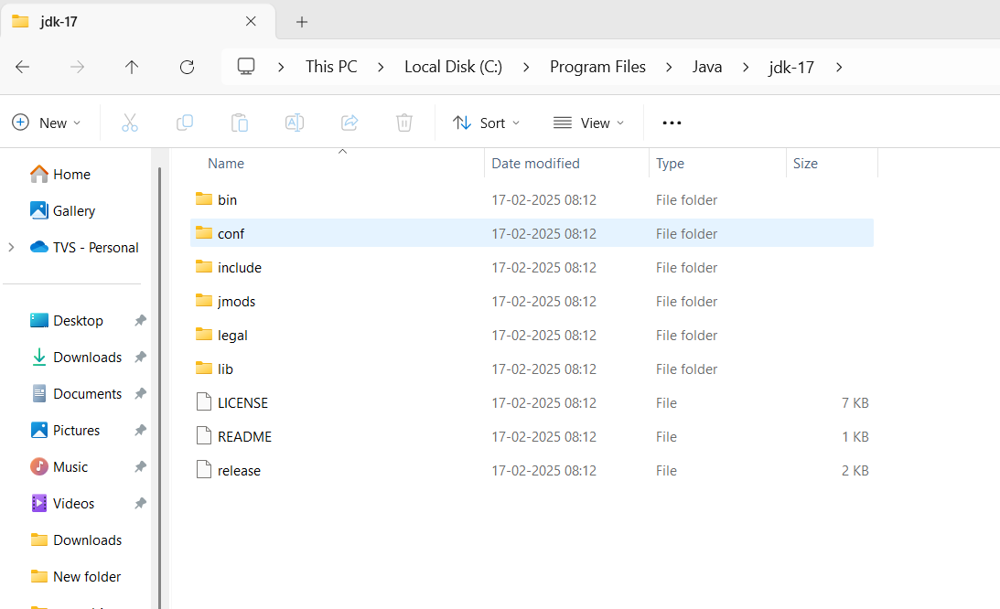 jdk-17
This PC > Local Disk (C:) > Program Files > Java > jdk-17 >
New Sort View ...
Name Date modified Type Size
Home
Gallery
TVS - Personal
Desktop
Downloads
Documents
Pictures
Music
Videos
Downloads
New folder
bin 17-02-2025 08:12 File folder
conf 17-02-2025 08:12 File folder
include 17-02-2025 08:12 File folder
jmods 17-02-2025 08:12 File folder
legal 17-02-2025 08:12 File folder
lib 17-02-2025 08:12 File folder
LICENSE 17-02-2025 08:12 File 7 KB
README 17-02-2025 08:12 File 1 KB
release 17-02-2025 08:12 File 2 KB